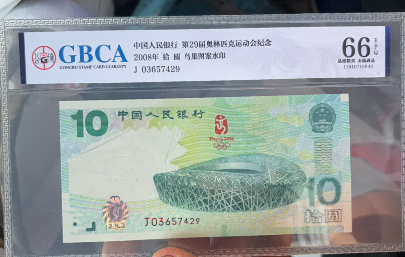 GBCA
GONGBO STAMP CARD GUARANTY
中国人民银行 第29届奥林匹克运动会纪念
2008年 拾 圆 鸟巢图案水印
J 03657429
66
EPQ
10
中国人民银行
Beijing 2008
J03657429
10
拾圆